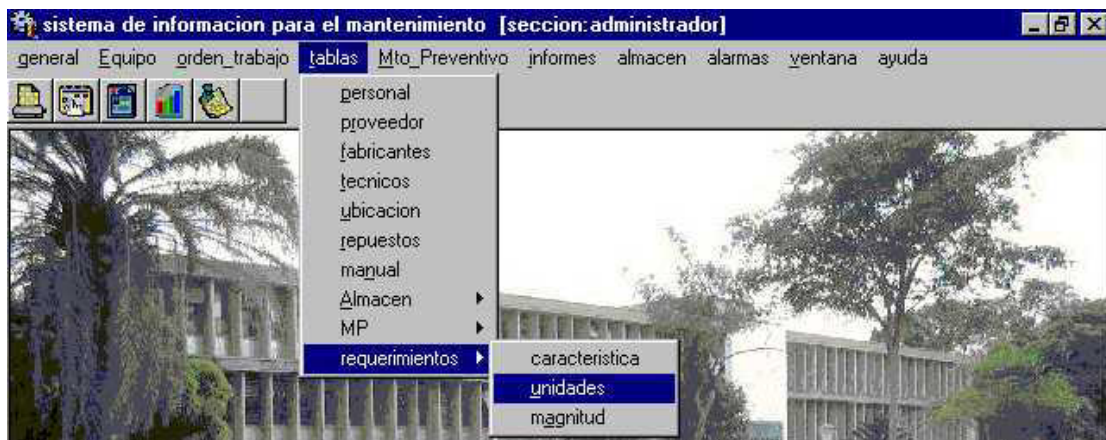 sistema de informacion para el mantenimiento [seccion:administrador]
general Equipo orden_trabajo tablas Mto_Preventivo informes almacen alarmas ventana ayuda
personal
proveedor
fabricantes
tecnicos
ubicacion
repuestos
manual
Almacen
MP
requerimientos
caracteristica
unidades
magnitud